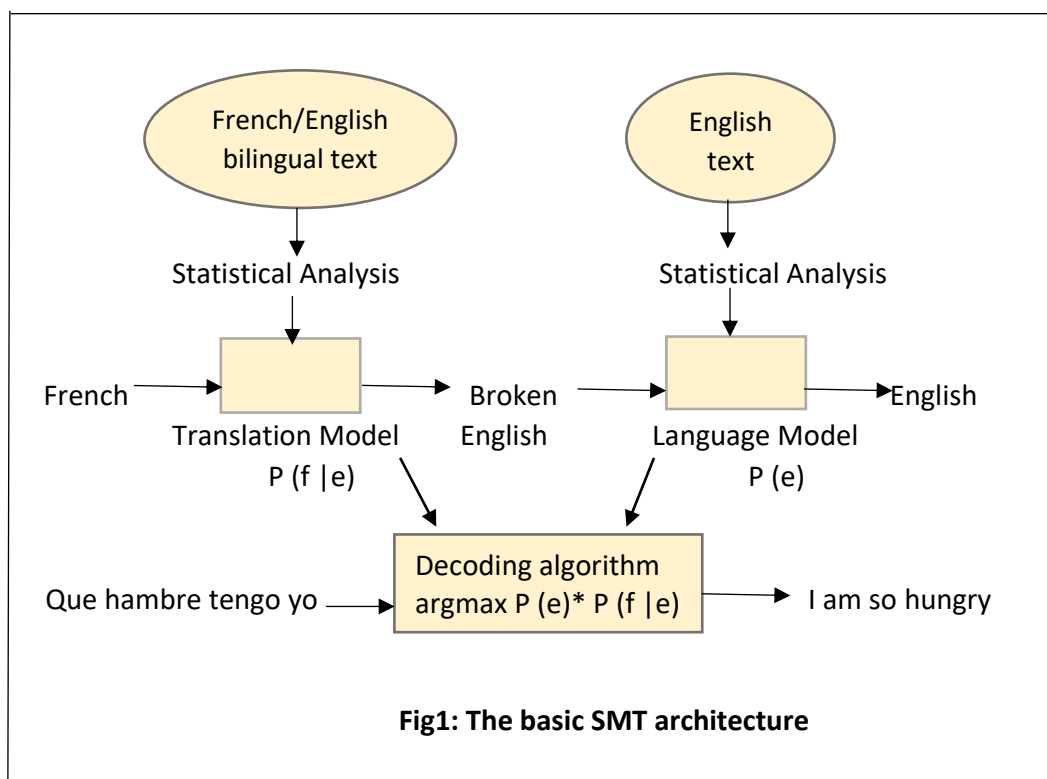 French/English
bilingual text
English
text
Statistical Analysis
Statistical Analysis
French
Broken
English
English
Translation Model
P (f |e)
Language Model
P (e)
Que hambre tengo yo
Decoding algorithm
argmax P (e)* P (f |e)
I am so hungry
Fig1: The basic SMT architecture